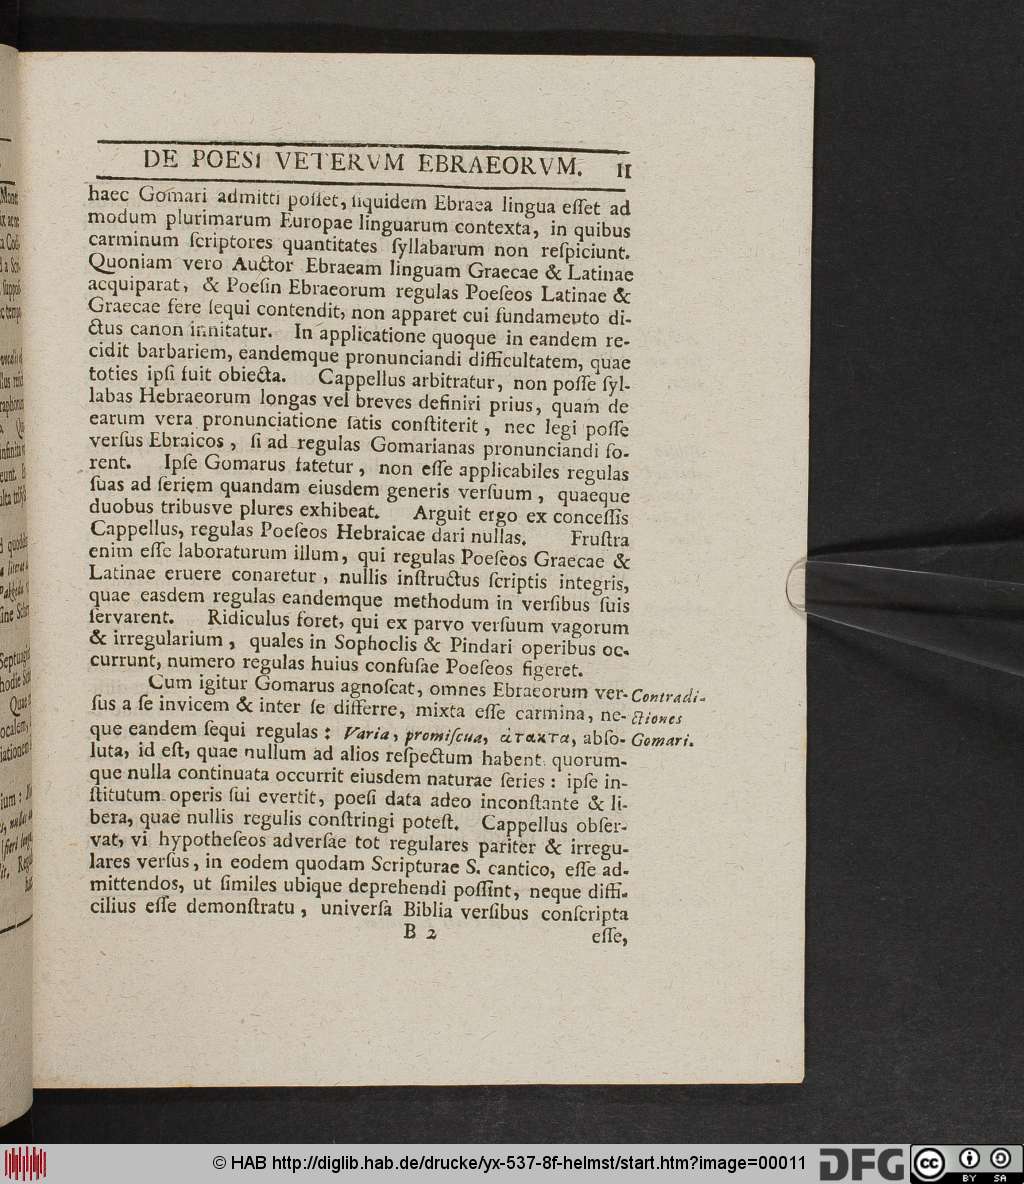 DE POESI VETERVM EBRAEORVM. 11
haec Gomari admitti poſſet, ſiquidem Ebraea lingua eſſet ad
modum plurimarum Europae linguarum contexta, in quibus
carminum ſcriptores quantitates ſyllabarum non reſpiciunt.
Quoniam vero Auctor Ebraeam linguam Graecae & Latinae
aequiparat, & Poeſin Ebraeorum regulas Poeſeos Latinae &
Graecae fere ſequi contendit, non apparet cui fundamento di-
ctus canon innitatur. In applicatione quoque in eandem re-
cidit barbariem, eandemque pronunciandi difficultatem, quae
toties ipſi fuit obiecta. Cappellus arbitratur, non poſſe ſyl-
labas Hebraeorum longas vel breves definiri prius, quam de
earum vera pronunciatione ſatis conſtiterit, nec legi poſſe
verſus Ebraicos, ſi ad regulas Gomarianas pronunciandi fo-
rent. Ipſe Gomarus fatetur, non eſſe applicabiles regulas
ſuas ad ſeriem quandam eiusdem generis verſuum, quaeque
duobus tribusve plures exhibeat. Arguit ergo ex conceſſis
Cappellus, regulas Poeſeos Hebraicae dari nullas. Fruſtra
enim eſſe laboraturum illum, qui regulas Poeſeos Graecae &
Latinae eruere conaretur, nullis inſtructus ſcriptis integris,
quae easdem regulas eandemque methodum in verſibus ſuis
ſervarent. Ridiculus foret, qui ex parvo verſuum vagorum
& irregularium, quales in Sophoclis & Pindari operibus oc-
currunt, numero regulas huius confuſae Poeſeos figeret.
Cum igitur Gomarus agnoſcat, omnes Ebraeorum ver-
ſus a ſe invicem & inter ſe differre, mixta eſſe carmina, ne-
que eandem ſequi regulas: Varia, promiſcua, ἀτακτα, abſo-
luta, id eſt, quae nullum ad alios reſpectum habent quorum-
que nulla continuata occurrit eiusdem naturae ſeries: ipſe in-
ſtitutum operis ſui evertit, poeſi data adeo inconſtante & li-
bera, quae nullis regulis conſtringi poteſt. Cappellus obſer-
vat, vi hypotheſeos adverſae tot regulares pariter & irregu-
lares verſus, in eodem quodam Scripturae S. cantico, eſſe ad-
mittendos, ut ſimiles ubique deprehendi poſſint, neque diffi-
cilius eſſe demonſtratu, univerſa Biblia verſibus conſcripta
B 2 eſſe,
Contradi-
ctiones
Gomari.
© HAB http://diglib.hab.de/drucke/yx-537-8f-helmst/start.htm?image=00011
DFG cc BY SA